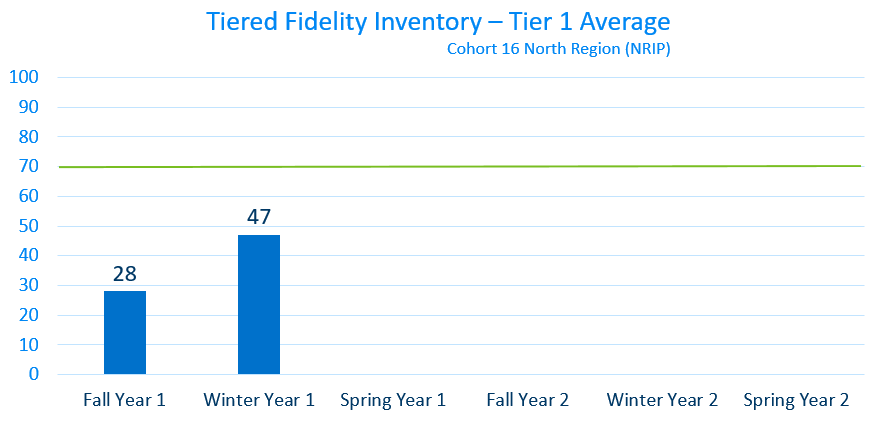 Tiered Fidelity Inventory – Tier 1 Average
Cohort 16 North Region (NRIP)
100
90
80
70
60
50
40
30
20
10
0
28
47
Fall Year 1
Winter Year 1
Spring Year 1
Fall Year 2
Winter Year 2
Spring Year 2